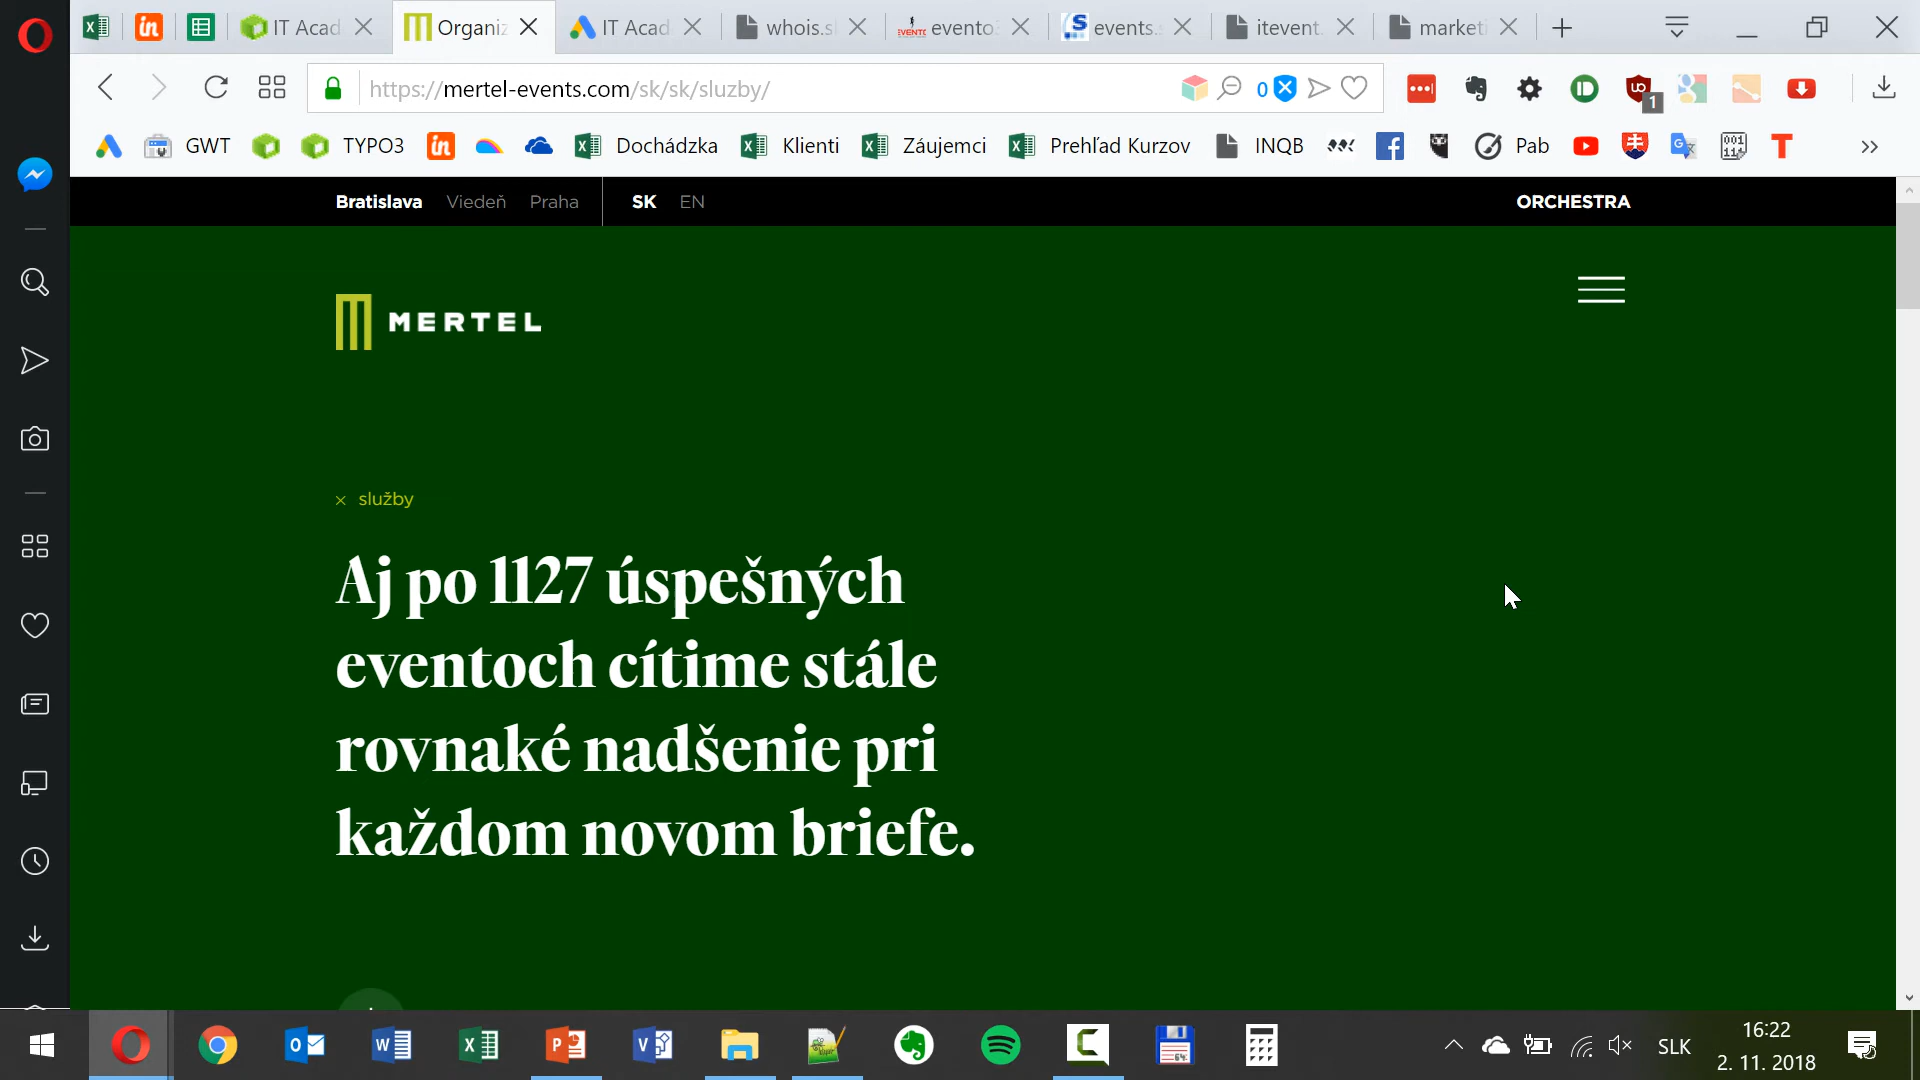 IT Acad
Organiz
IT Acad
whois.s
evento
events.
itevent.
marketi
https://mertel-events.com/sk/sk/sluzby/
0
1
GWT
TYPO3
Dochádzka
Klienti
Záujemci
Prehľad Kurzov
INQB
Pab
Bratislava Viedeň Praha SK EN ORCHESTRA
MERTEL
× služby
Aj po 1127 úspešných
eventoch cítime stále
rovnaké nadšenie pri
každom novom briefe.
SLK
16:22
2. 11. 2018